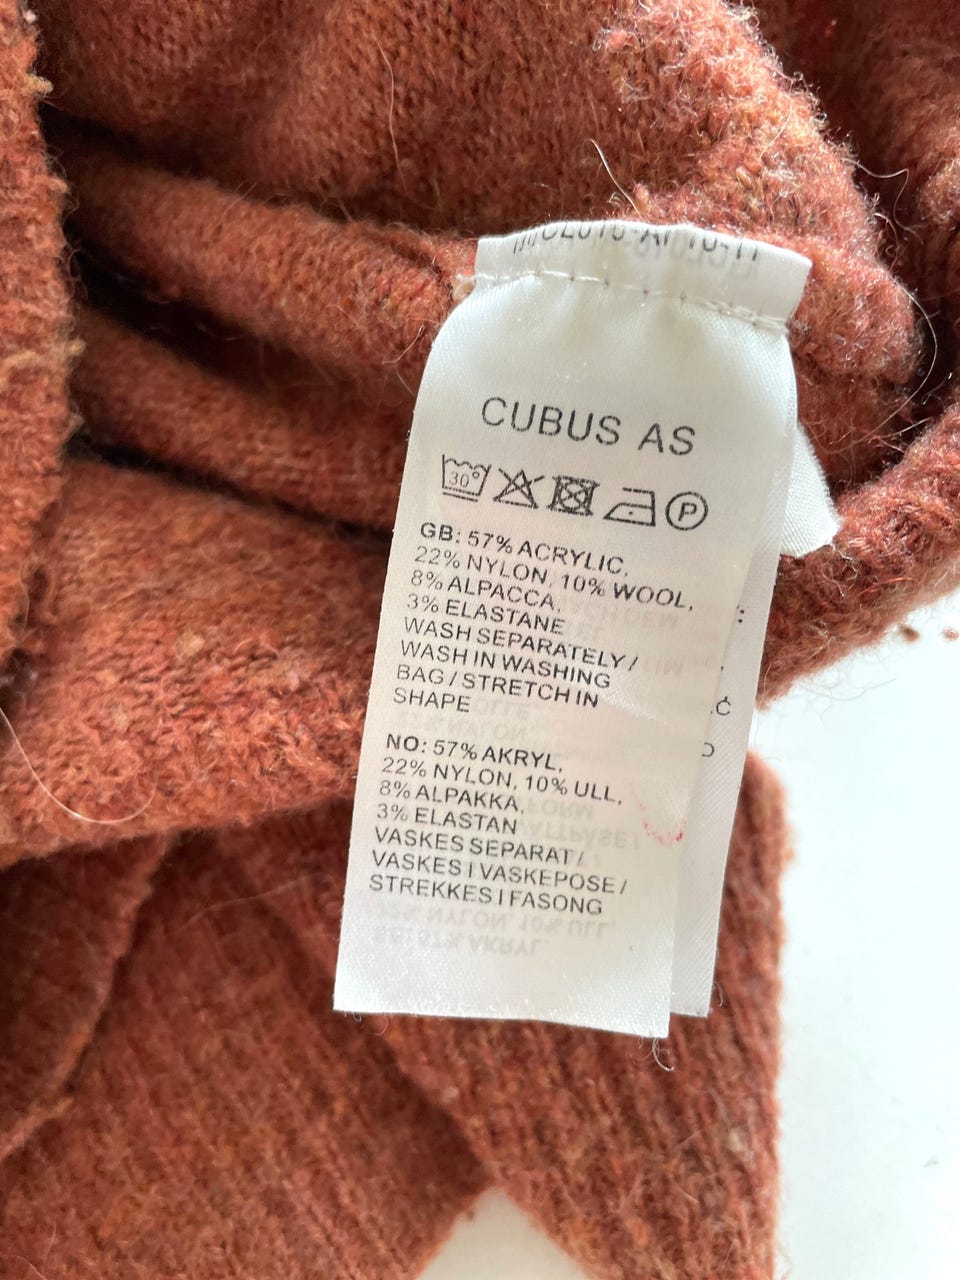 CUBUS AS
30°
P
GB: 57% ACRYLIC,
22% NYLON, 10% WOOL,
8% ALPACCA,
3% ELASTANE
WASH SEPARATELY /
WASH IN WASHING
BAG / STRETCH IN
SHAPE
NO: 57% AKRYL,
22% NYLON, 10% ULL,
8% ALPAKKA,
3% ELASTAN
VASKES SEPARAT /
VASKES I VASKEPOSE /
STREKKES I FASONG